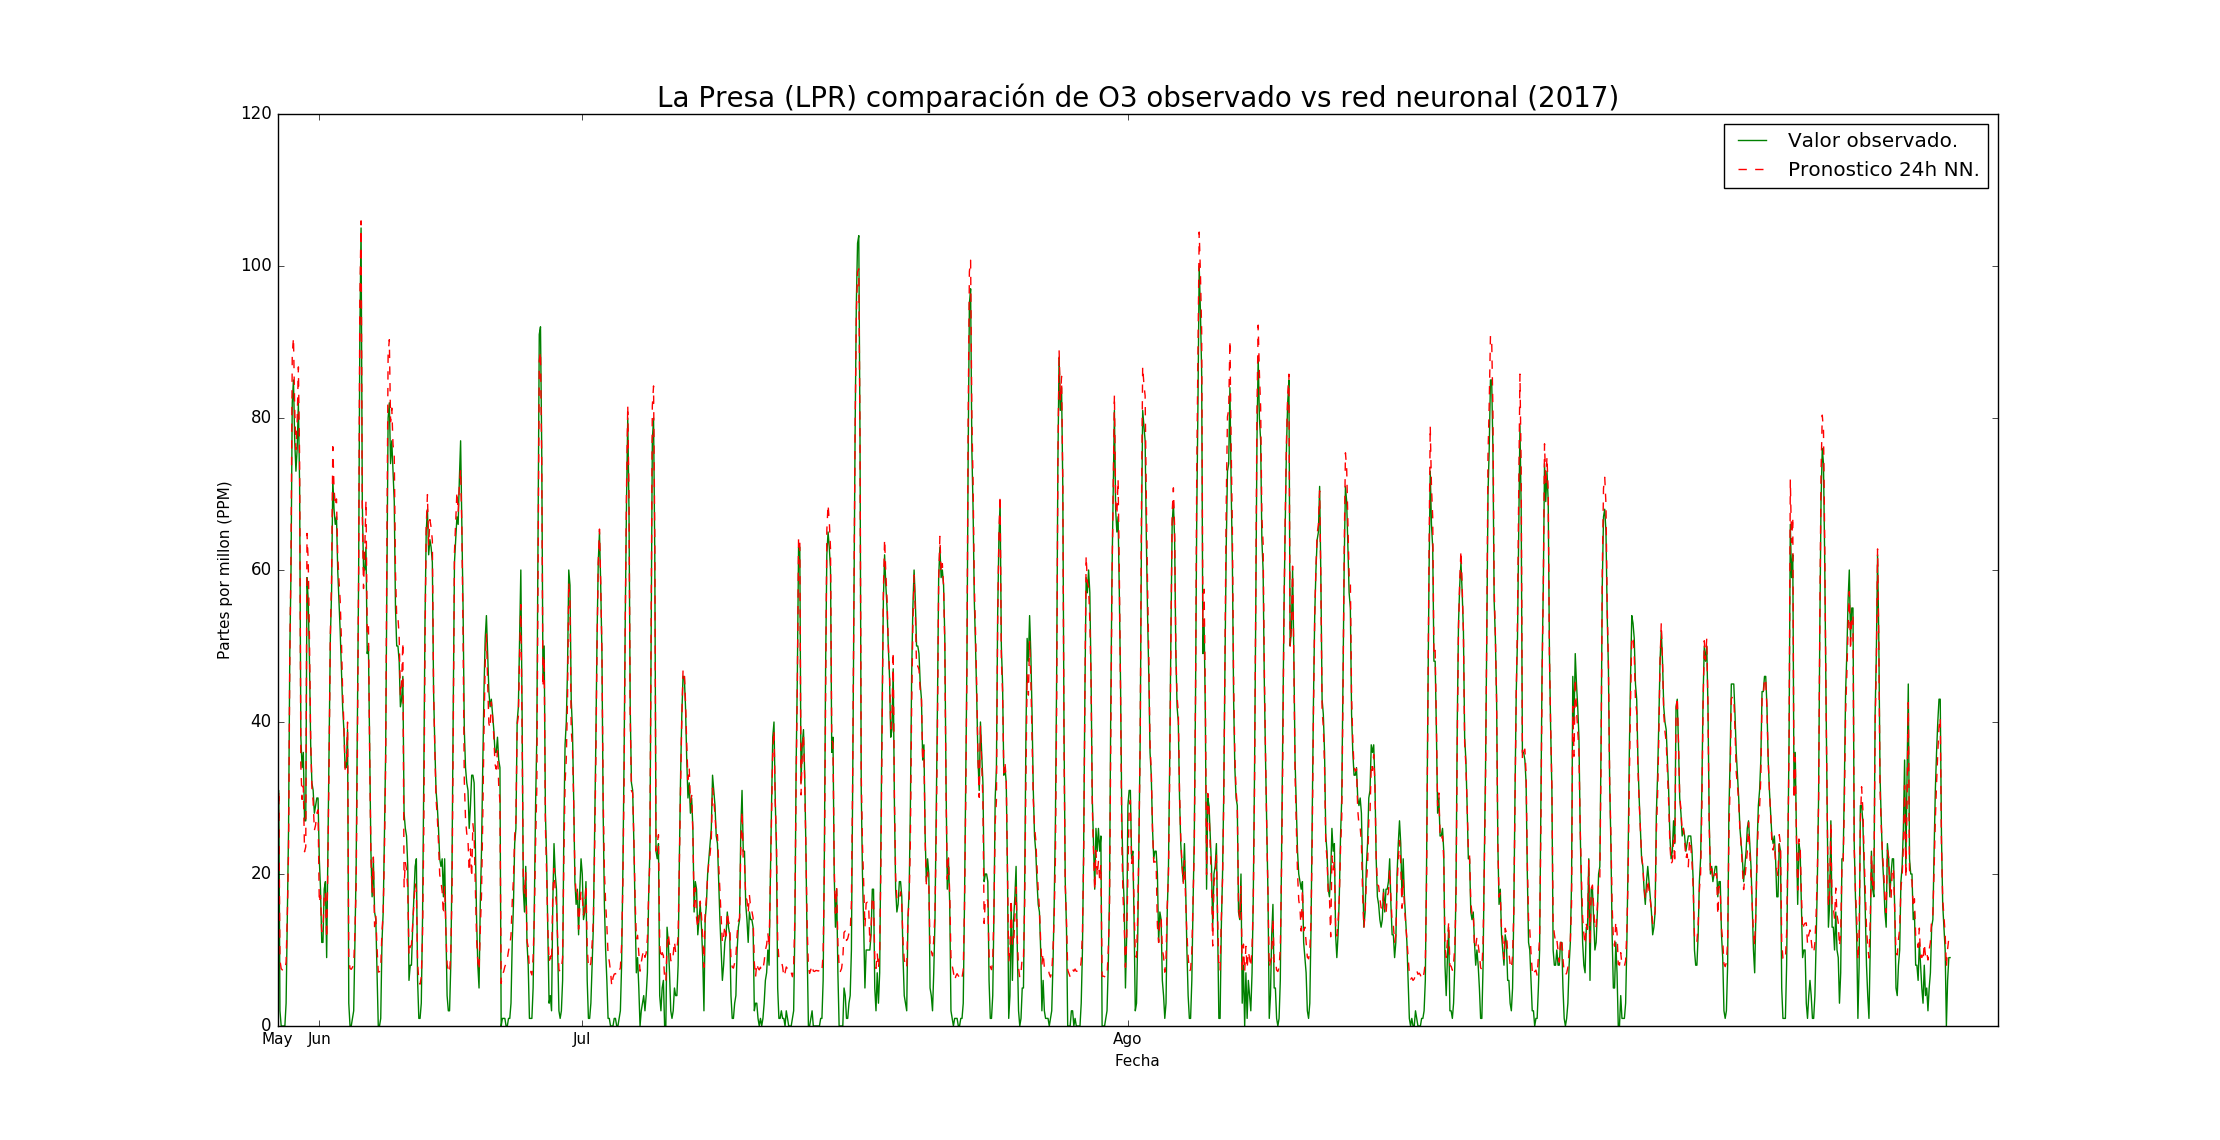 La Presa (LPR) comparación de O3 observado vs red neuronal (2017)
120
100
80
60
40
20
0
Partes por millon (PPM)
Valor observado.
Pronostico 24h NN.
May Jun Jul Ago
Fecha